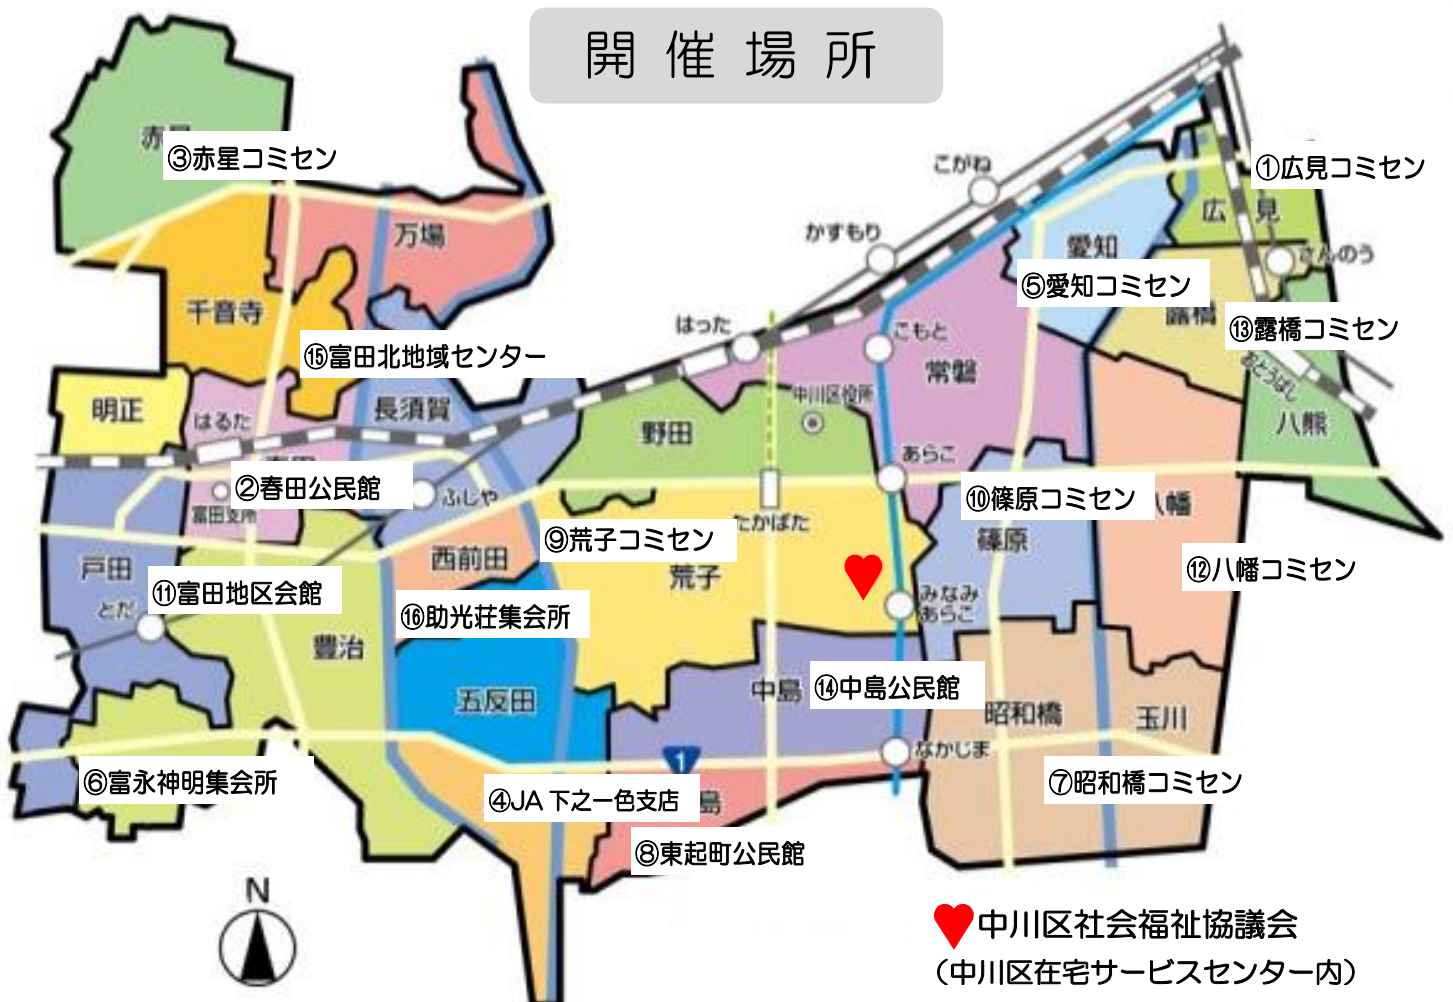 開催場所
③赤星コミセン
①広見コミセン
こがね
広見
万場
かすもり
愛知
さんのう
⑤愛知コミセン
千音寺
露橋
⑬露橋コミセン
はった
こもと
⑮富田北地域センター
常磐
おとうばし
中川区役所
明正
長須賀
はるた
野田
八熊
あらこ
②春田公民館
ふしや
⑩篠原コミセン
八幡
富田支所
たかばた
⑨荒子コミセン
篠原
西前田
戸田
荒子
⑫八幡コミセン
⑪富田地区会館
とだ
みなみ
あらこ
⑯助光荘集会所
豊治
中島
⑭中島公民館
五反田
昭和橋
玉川
なかじま
1
⑥富永神明集会所
⑦昭和橋コミセン
④JA下之一色支店
島
⑧東起町公民館
N
中川区社会福祉協議会
（中川区在宅サービスセンター内）